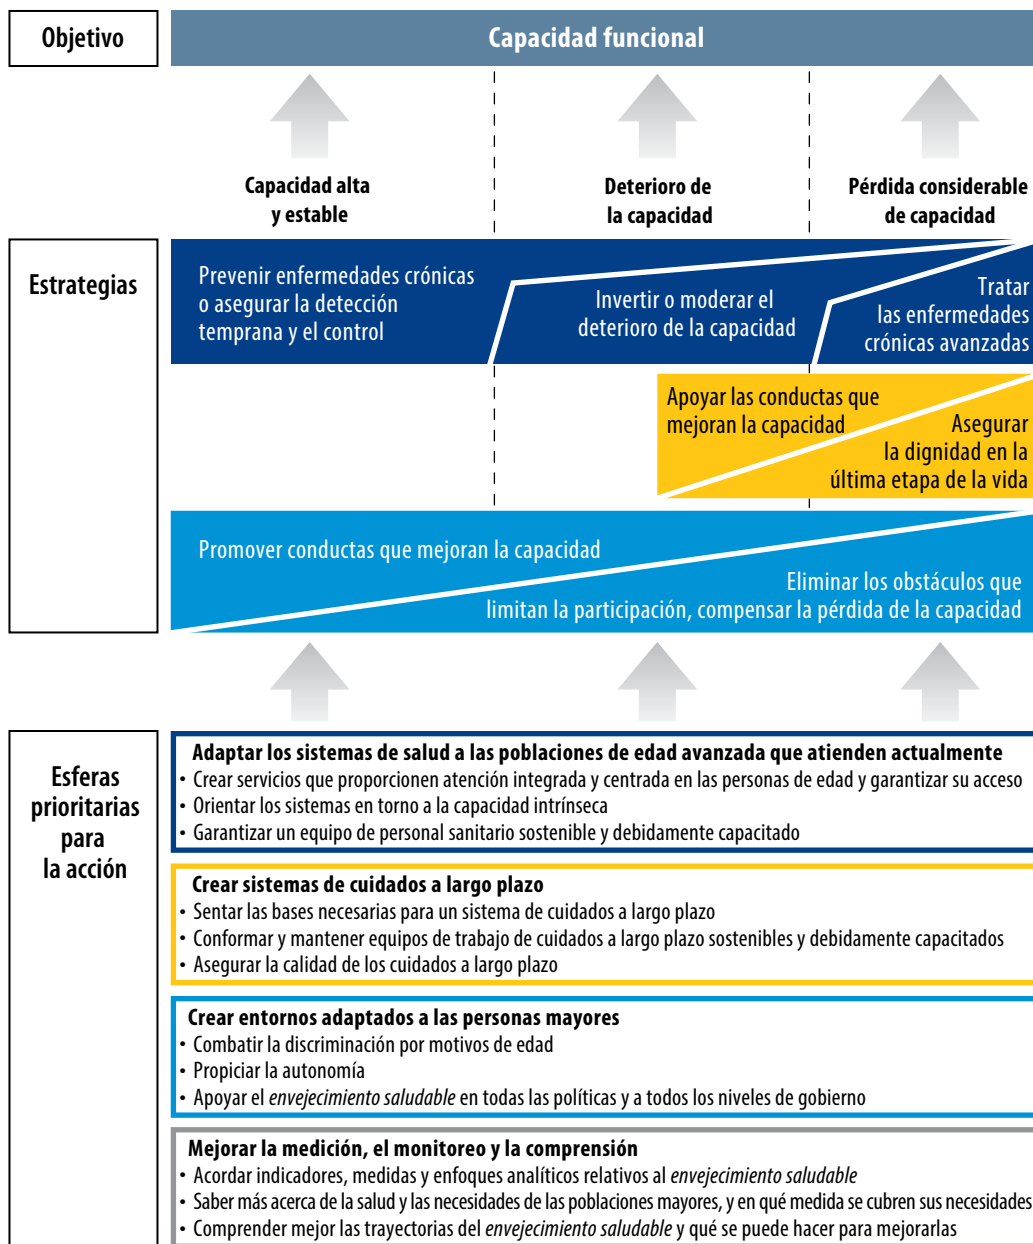 Objetivo
Capacidad funcional
Capacidad alta
y estable
Deterioro de
la capacidad
Pérdida considerable
de capacidad
Estrategias
Prevenir enfermedades crónicas
o asegurar la detección
temprana y el control
Invertir o moderar el
deterioro de la capacidad
Tratar
las enfermedades
crónicas avanzadas
Apoyar las conductas que
mejoran la capacidad
Asegurar
la dignidad en la
última etapa de la vida
Promover conductas que mejoran la capacidad
Eliminar los obstáculos que
limitan la participación, compensar la pérdida de la capacidad
Esferas
prioritarias
para
la acción
Adaptar los sistemas de salud a las poblaciones de edad avanzada que atienden actualmente
• Crear servicios que proporcionen atención integrada y centrada en las personas de edad y garantizar su acceso
• Orientar los sistemas en torno a la capacidad intrínseca
• Garantizar un equipo de personal sanitario sostenible y debidamente capacitado
Crear sistemas de cuidados a largo plazo
• Sentar las bases necesarias para un sistema de cuidados a largo plazo
• Conformar y mantener equipos de trabajo de cuidados a largo plazo sostenibles y debidamente capacitados
• Asegurar la calidad de los cuidados a largo plazo
Crear entornos adaptados a las personas mayores
• Combatir la discriminación por motivos de edad
• Propiciar la autonomía
• Apoyar el envejecimiento saludable en todas las políticas y a todos los niveles de gobierno
Mejorar la medición, el monitoreo y la comprensión
• Acordar indicadores, medidas y enfoques analíticos relativos al envejecimiento saludable
• Saber más acerca de la salud y las necesidades de las poblaciones mayores, y en qué medida se cubren sus necesidades
• Comprender mejor las trayectorias del envejecimiento saludable y qué se puede hacer para mejorarlas